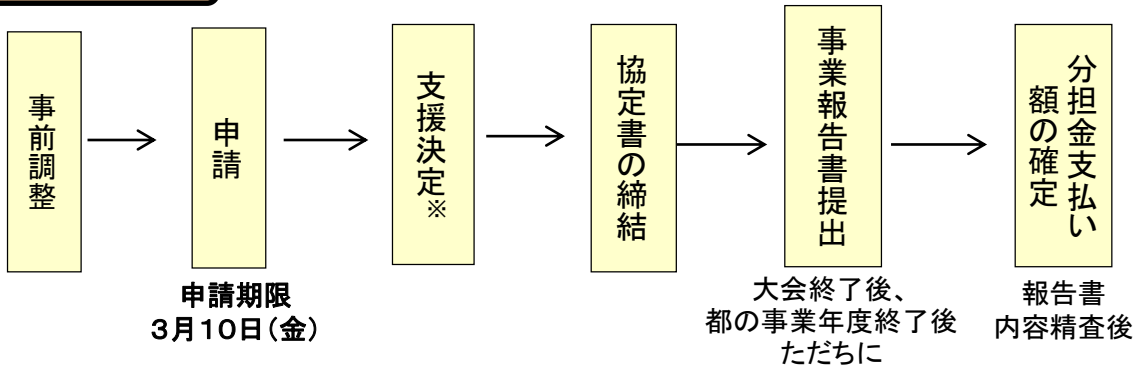 事前調整
申請
支援決定※
協定書の締結
事業報告書提出
分担金支払い
額の確定
申請期限
３月１０日（金）
大会終了後、
都の事業年度終了後
ただちに
報告書
内容精査後